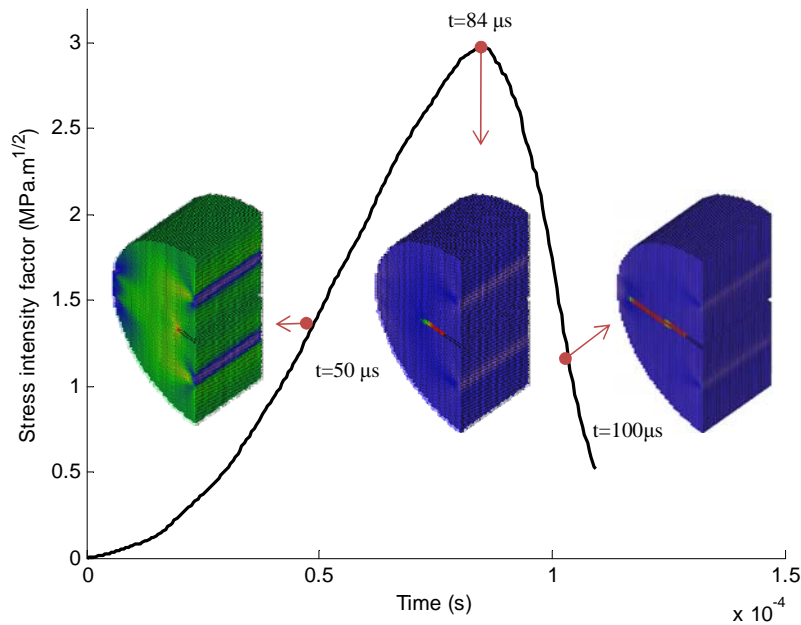 t=84 μs
3
2.5
2
1.5
1
0.5
0
Stress intensity factor (MPa.m1/2)
t=50 μs
t=100μs
0
0.5
1
1.5
Time (s)
x 10-4